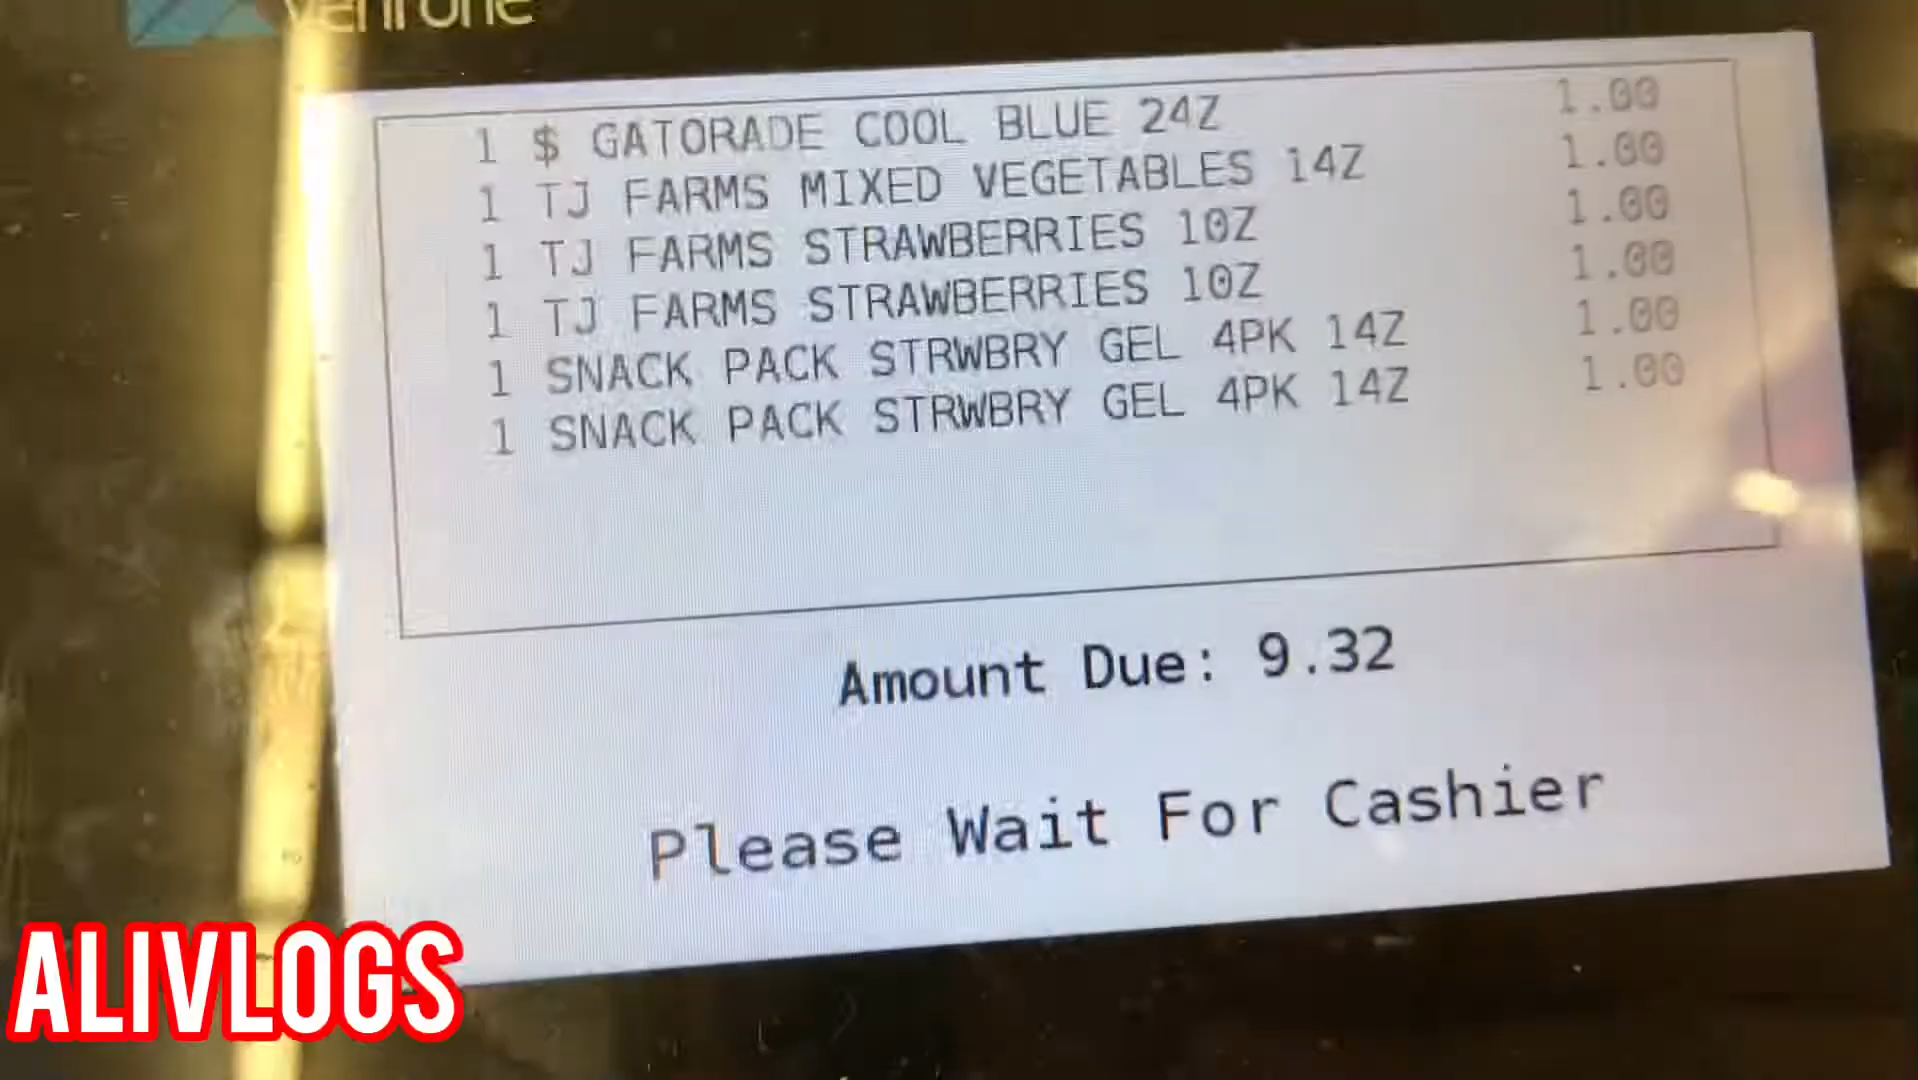 Verifone
1 $ GATORADE COOL BLUE 24Z 1.00
1 TJ FARMS MIXED VEGETABLES 14Z 1.00
1 TJ FARMS STRAWBERRIES 10Z 1.00
1 TJ FARMS STRAWBERRIES 10Z 1.00
1 SNACK PACK STRWBRY GEL 4PK 14Z 1.00
1 SNACK PACK STRWBRY GEL 4PK 14Z 1.00
Amount Due: 9.32
Please Wait For Cashier
ALIVLOGS